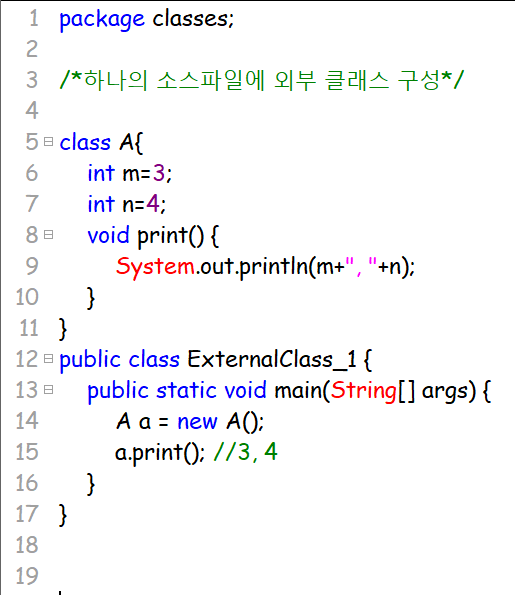 1 package classes;
2
3 /*하나의 소스파일에 외부 클래스 구성*/
4
5 class A{
6 int m=3;
7 int n=4;
8 void print() {
9 System.out.println(m+", "+n);
10 }
11 }
12 public class ExternalClass_1 {
13 public static void main(String[] args) {
14 A a = new A();
15 a.print(); //3, 4
16 }
17 }
18
19